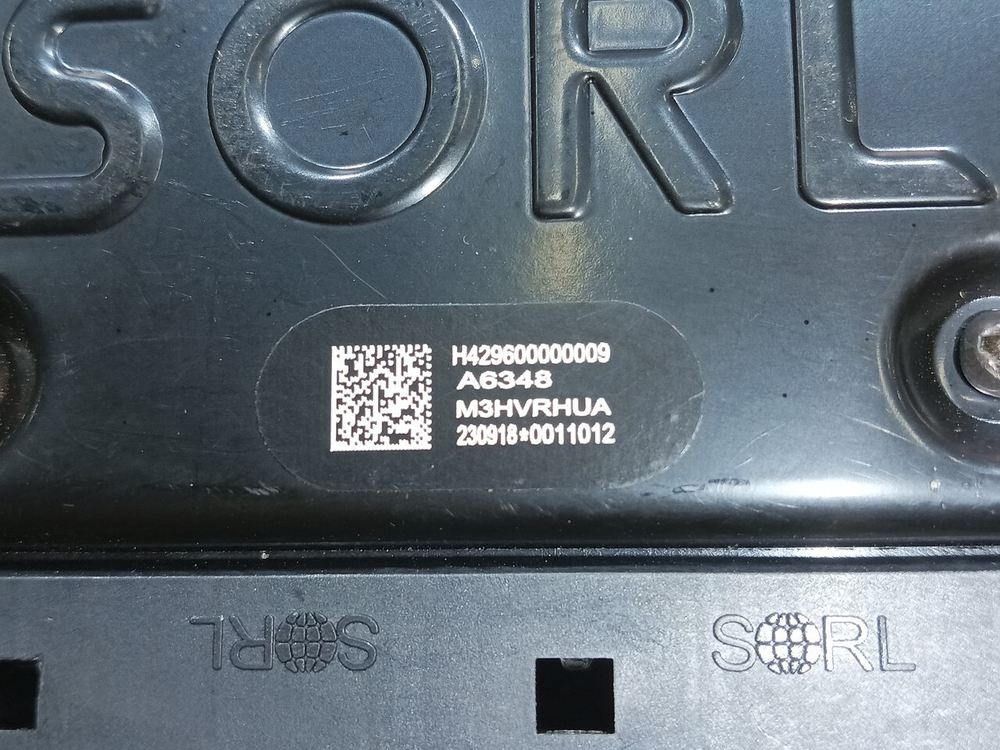 SORL
H429600000009
A6348
M3HVRHUA
230918*0011012
SORL
SORL